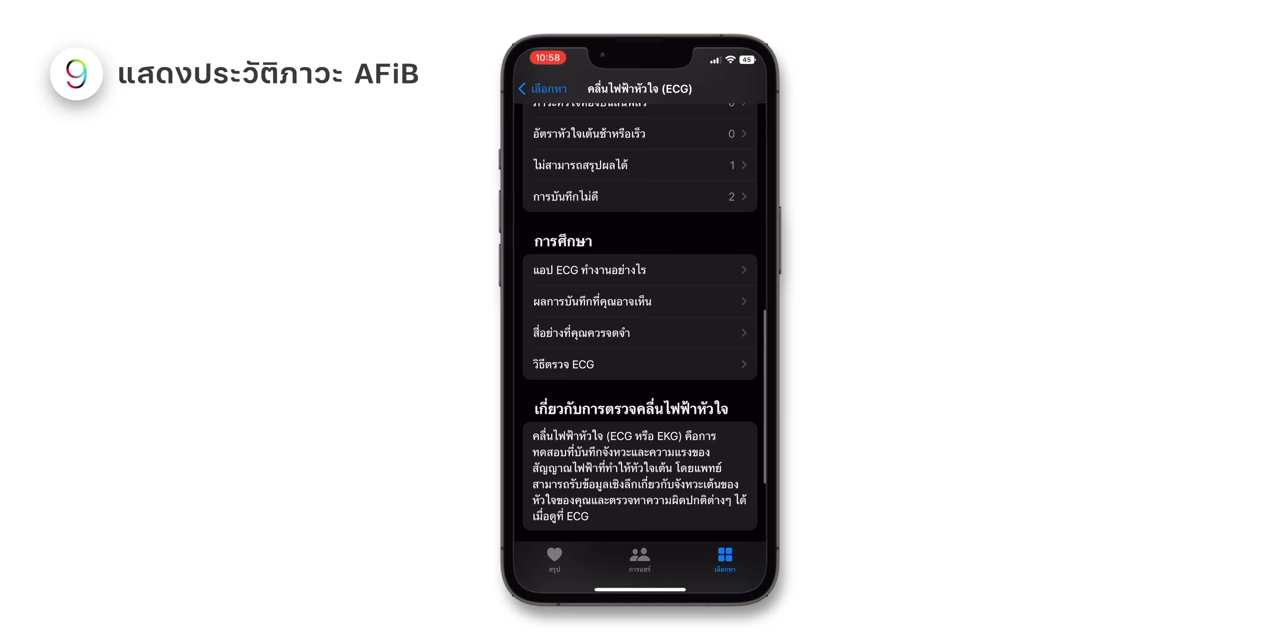 9 แสดงประวัติภาวะ AFiB
10:58 45
เลือกหา คลื่นไฟฟ้าหัวใจ (ECG)
อัตราหัวใจเต้นช้าหรือเร็ว 0
ไม่สามารถสรุปผลได้ 1
การบันทึกไม่ดี 2
การศึกษา
แอป ECG ทำงานอย่างไร
ผลการบันทึกที่คุณอาจเห็น
สี่อย่างที่คุณควรจดจำ
วิธีตรวจ ECG
เกี่ยวกับการตรวจคลื่นไฟฟ้าหัวใจ
คลื่นไฟฟ้าหัวใจ (ECG หรือ EKG) คือการ
ทดสอบที่บันทึกจังหวะและความแรงของ
สัญญาณไฟฟ้าที่ทำให้หัวใจเต้น โดยแพทย์
สามารถรับข้อมูลเชิงลึกเกี่ยวกับจังหวะเต้นของ
หัวใจของคุณและตรวจหาความผิดปกติต่างๆ ได้
เมื่อดูที่ ECG
สรุป การแชร์ เลือกหา